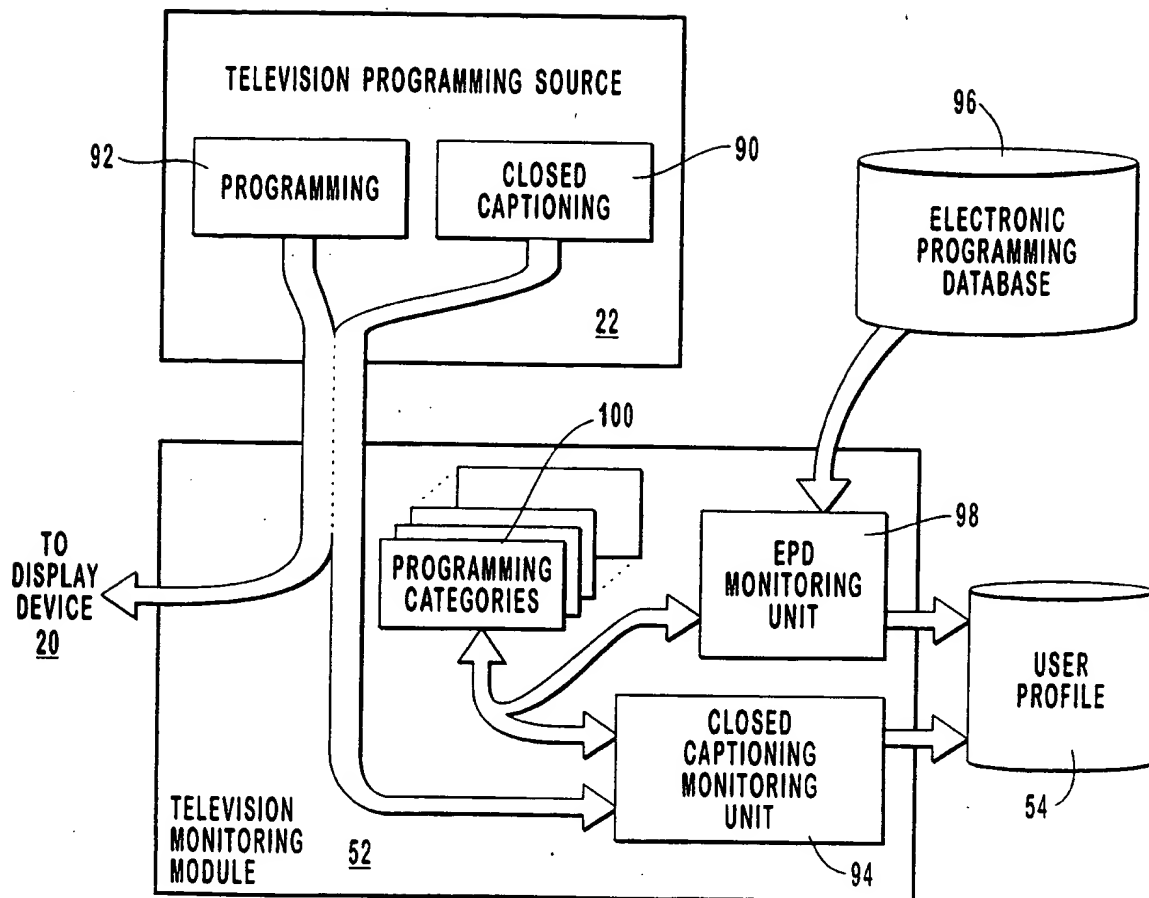 TELEVISION PROGRAMMING SOURCE
92
PROGRAMMING
90
CLOSED
CAPTIONING
22
96
ELECTRONIC
PROGRAMMING
DATABASE
100
PROGRAMMING
CATEGORIES
98
EPD
MONITORING
UNIT
TO
DISPLAY
DEVICE
20
USER
PROFILE
54
CLOSED
CAPTIONING
MONITORING
UNIT
94
TELEVISION
MONITORING
MODULE
52